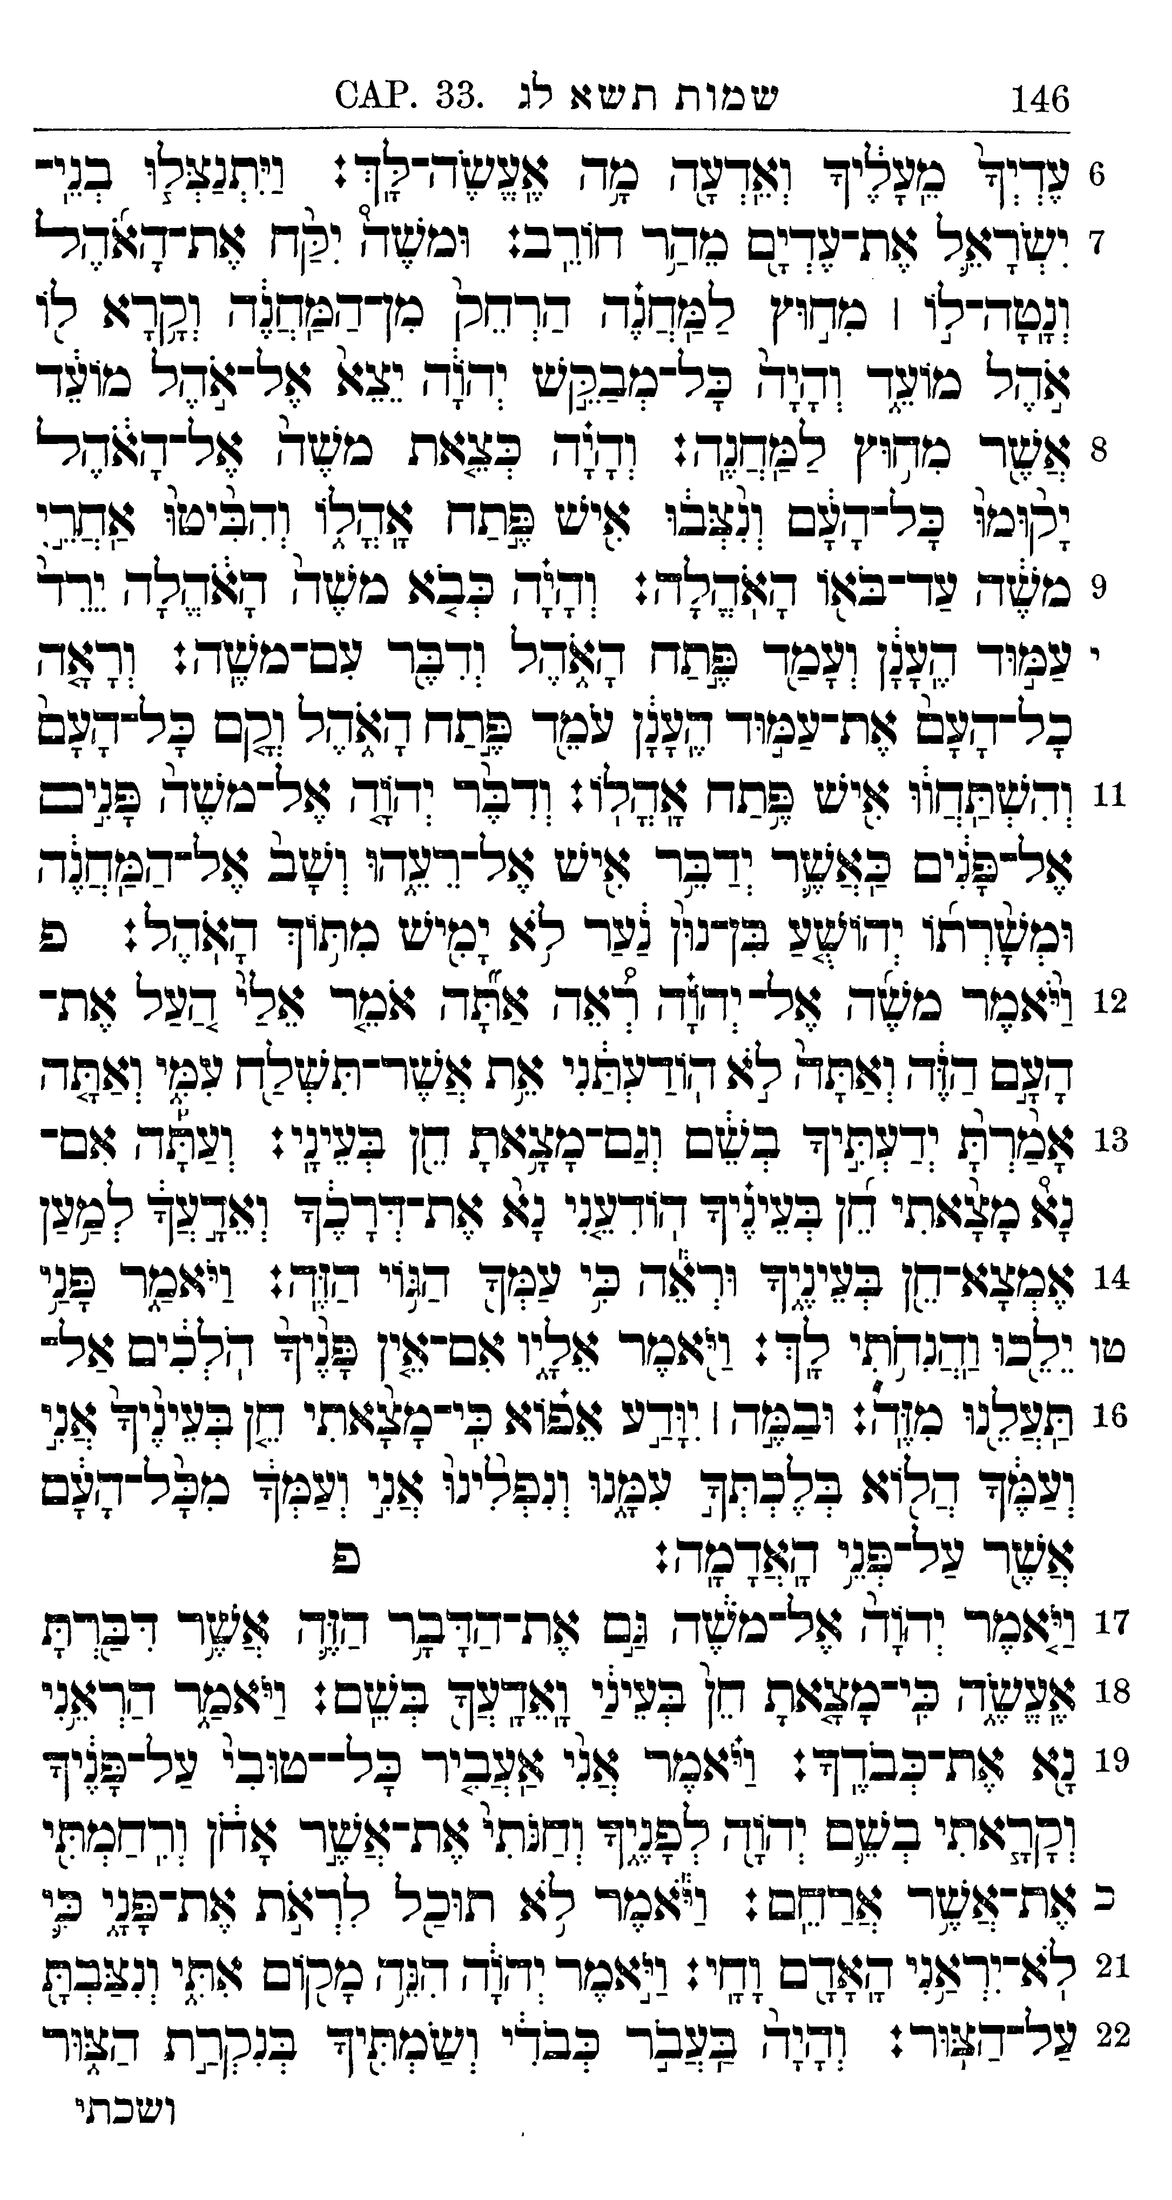 146 שמות תשא לג CAP. 33.
6 עֶדְיְךָ֙ מֵֽעָלֶ֔יךָ וְאֵֽדְעָ֖ה מָ֥ה אֶֽעֱשֶׂה־לָּֽךְ׃ וַיִּֽתְנַצְּל֧וּ בְנֵֽי־
7 יִשְׂרָאֵ֛ל אֶת־עֶדְיָ֖ם מֵהַ֥ר חוֹרֵֽב׃ וּמֹשֶׁה֩ יִקַּ֨ח אֶת־הָאֹ֜הֶל
וְנָֽטָה־ל֣וֹ ׀ מִח֣וּץ לַֽמַּחֲנֶ֗ה הַרְחֵק֙ מִן־הַֽמַּחֲנֶ֔ה וְקָ֥רָא ל֖וֹ
אֹ֣הֶל מוֹעֵ֑ד וְהָיָה֙ כָּל־מְבַקֵּ֣שׁ יְהוָֹ֔ה יֵצֵא֙ אֶל־אֹ֣הֶל מוֹעֵ֔ד
8 אֲשֶׁ֖ר מִח֥וּץ לַֽמַּחֲנֶֽה׃ וְהָיָ֗ה כְּצֵ֤את מֹשֶׁה֙ אֶל־הָאֹ֔הֶל
יָק֙וּמוּ֙ כָּל־הָעָ֔ם וְנִ֨צְּב֔וּ אִ֖ישׁ פֶּ֣תַח אָֽהֳל֑וֹ וְהִבִּ֙יטוּ֙ אַֽחֲרֵ֣י
9 מֹשֶׁ֔ה עַד־בֹּא֖וֹ הָאֹֽהֱלָה׃ וְהָיָ֗ה כְּבֹ֤א מֹשֶׁה֙ הָאֹ֔הֱלָה יֵרֵד֙
י עַמּ֣וּד הֶֽעָנָ֔ן וְעָמַ֖ד פֶּ֣תַח הָאֹ֑הֶל וְדִבֶּ֖ר עִם־מֹשֶֽׁה׃ וְרָאָ֤ה
כָל־הָעָם֙ אֶת־עַמּ֣וּד הֶֽעָנָ֔ן עֹמֵ֖ד פֶּ֣תַח הָאֹ֑הֶל וְקָ֤ם כָּל־הָעָם֙
11 וְהִֽשְׁתַּֽחֲו֔וּ אִ֖ישׁ פֶּ֥תַח אָֽהֳלֽוֹ׃ וְדִבֶּ֨ר יְהוָֹ֤ה אֶל־מֹשֶׁה֙ פָּנִ֣ים
אֶל־פָּנִ֔ים כַּֽאֲשֶׁ֛ר יְדַבֵּ֥ר אִ֖ישׁ אֶל־רֵעֵ֑הוּ וְשָׁב֙ אֶל־הַֽמַּחֲנֶ֔ה
וּמְשָׁ֨רְת֜וֹ יְהוֹשֻׁ֤עַ בִּן־נוּן֙ נַ֔עַר לֹ֥א יָמִ֖ישׁ מִתּ֥וֹךְ הָאֹֽהֶל׃ פ
12 וַיֹּ֨אמֶר מֹשֶׁ֜ה אֶל־יְהוָֹ֗ה רְ֠אֵה אַתָּ֞ה אֹמֵ֤ר אֵלַי֙ הַ֚עַל אֶת־
הָעָ֣ם הַזֶּ֔ה וְאַתָּה֙ לֹ֣א הֽוֹדַעְתַּ֔נִי אֵ֥ת אֲשֶׁר־תִּשְׁלַ֖ח עִמִּ֑י וְאַתָּ֤ה
13 אָמַ֙רְתָּ֙ יְדַעְתִּ֣יךָ בְשֵׁ֔ם וְגַם־מָצָ֥אתָ חֵ֖ן בְּעֵינָֽי׃ וְעַתָּ֡ה אִם־
נָא֩ מָצָ֨אתִי חֵ֜ן בְּעֵינֶ֗יךָ הֽוֹדִעֵ֤נִי נָא֙ אֶת־דְּרָכֶ֔ךָ וְאֵדָ֣עֲךָ֔ לְמַ֥עַן
14 אֶמְצָא־חֵ֖ן בְּעֵינֶ֑יךָ וּרְאֵ֕ה כִּ֥י עַמְּךָ֖ הַגּ֥וֹי הַזֶּֽה׃ וַיֹּאמַ֑ר פָּנַ֥י
טו יֵלֵ֖כוּ וַֽהֲנִחֹ֥תִי לָֽךְ׃ וַיֹּ֖אמֶר אֵלָ֑יו אִם־אֵ֤ין פָּנֶ֙יךָ֙ הֹֽלְכִ֔ים אַֽל־
16 תַּֽעֲלֵ֖נוּ מִזֶּֽה׃ וּבַמֶּ֣ה ׀ יִוָּדַ֣ע אֵפ֗וֹא כִּֽי־מָצָ֨אתִי חֵ֤ן בְּעֵינֶ֙יךָ֙ אֲנִ֣י
וְעַמֶּ֔ךָ הֲל֖וֹא בְּלֶכְתְּךָ֣ עִמָּ֑נוּ וְנִפְלִ֙ינוּ֙ אֲנִ֣י וְעַמְּךָ֔ מִכָּ֨ל־הָעָ֔ם
אֲשֶׁ֖ר עַל־פְּנֵ֥י הָֽאֲדָמָֽה׃ פ
17 וַיֹּ֤אמֶר יְהוָֹה֙ אֶל־מֹשֶׁ֔ה גַּ֣ם אֶת־הַדָּבָ֥ר הַזֶּ֛ה אֲשֶׁ֥ר דִּבַּ֖רְתָּ
18 אֶֽעֱשֶׂ֑ה כִּֽי־מָצָ֤אתָ חֵן֙ בְּעֵינַ֔י וָאֵֽדָעֲךָ֖ בְּשֵֽׁם׃ וַיֹּאמַ֑ר הַרְאֵ֥נִי
19 נָ֖א אֶת־כְּבֹדֶֽךָ׃ וַיֹּ֗אמֶר אֲנִ֨י אַֽעֲבִ֤יר כָּל־טוּבִי֙ עַל־פָּנֶ֔יךָ
וְקָרָ֧אתִי בְשֵׁ֛ם יְהוָֹ֖ה לְפָנֶ֑יךָ וְחַנֹּתִי֙ אֶת־אֲשֶׁ֣ר אָחֹ֔ן וְרִֽחַמְתִּ֖י
כ אֶת־אֲשֶׁ֥ר אֲרַחֵֽם׃ וַיֹּ֕אמֶר לֹ֥א תוּכַ֖ל לִרְאֹ֣ת אֶת־פָּנָ֑י כִּ֛י
21 לֹֽא־יִרְאַ֥נִי הָֽאָדָ֖ם וָחָֽי׃ וַיֹּ֣אמֶר יְהוָֹ֔ה הִנֵּ֥ה מָק֖וֹם אִתִּ֑י וְנִצַּבְתָּ֖
22 עַל־הַצּֽוּר׃ וְהָיָה֙ בַּֽעֲבֹ֣ר כְּבֹדִ֔י וְשַׂמְתִּ֖יךָ בְּנִקְרַ֣ת הַצּ֑וּר
ושכתי